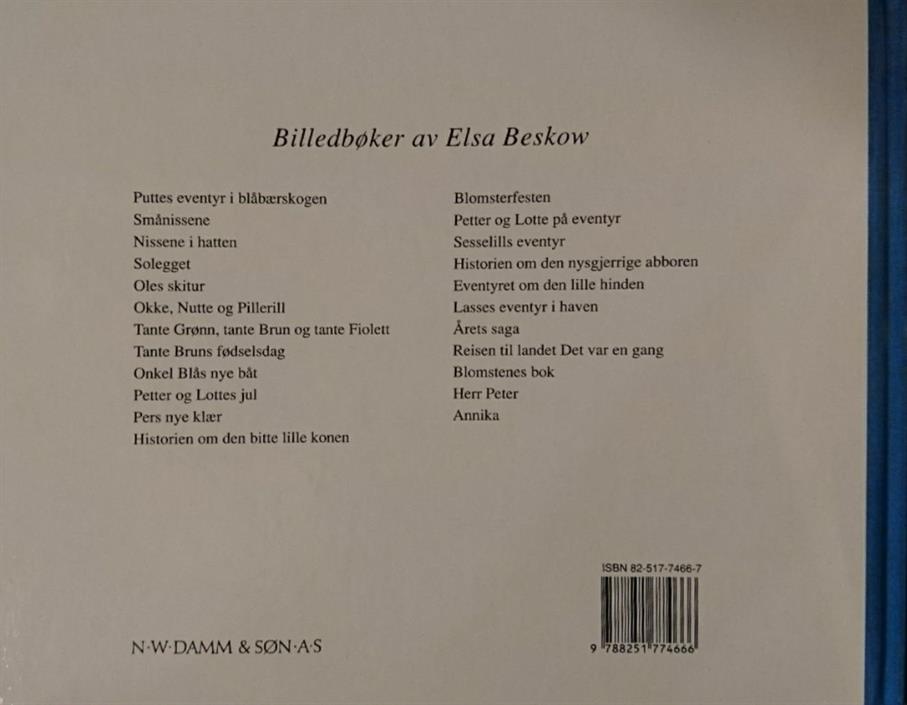 Billedbøker av Elsa Beskow
Puttes eventyr i blåbærskogen
Smånissene
Nissene i hatten
Solegget
Oles skitur
Okke, Nutte og Pillerill
Tante Grønn, tante Brun og tante Fiolett
Tante Bruns fødselsdag
Onkel Blås nye båt
Petter og Lottes jul
Pers nye klær
Historien om den bitte lille konen
Blomsterfesten
Petter og Lotte på eventyr
Sesselills eventyr
Historien om den nysgjerrige abboren
Eventyret om den lille hinden
Lasses eventyr i haven
Årets saga
Reisen til landet Det var en gang
Blomstenes bok
Herr Peter
Annika
ISBN 82-517-7466-7
9 788251 774666
N·W·DAMM & SØN·A·S